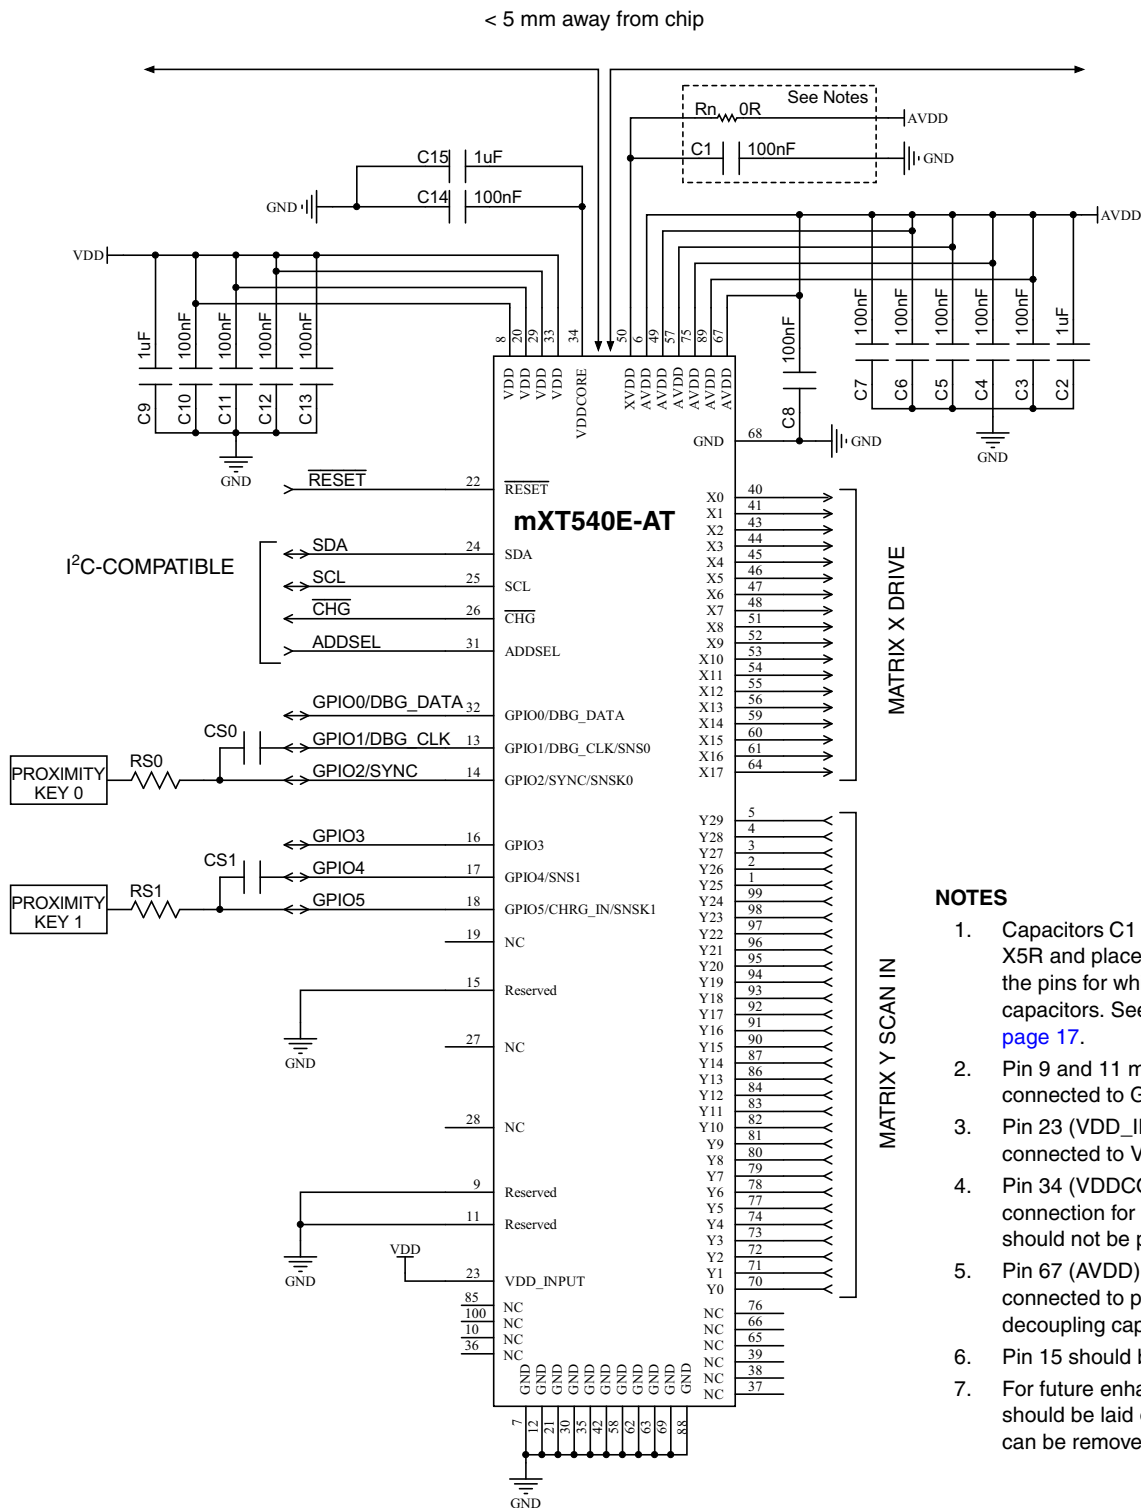 < 5 mm away from chip
See Notes
Rn 0R
AVDD
C1 100nF
GND
C15 1uF
C14 100nF
GND
AVDD
VDD
1uF
100nF
100nF
100nF
100nF
C9
C10
C11
C12
C13
GND
8
20
29
33
34
50
6
49
57
75
89
67
VDD
VDD
VDD
VDD
VDDCORE
XVDD
AVDD
AVDD
AVDD
AVDD
AVDD
AVDD
100nF
C8
100nF
100nF
100nF
100nF
100nF
1uF
C7
C6
C5
C4
C3
C2
GND
GND 68
GND
mXT540E-AT
RESET 22 RESET
I2C-COMPATIBLE
SDA 24 SDA
SCL 25 SCL
CHG 26 CHG
ADDSEL 31 ADDSEL
GPIO0/DBG_DATA 32 GPIO0/DBG_DATA
CS0
GPIO1/DBG_CLK 13 GPIO1/DBG_CLK/SNS0
PROXIMITY
KEY 0
RS0
GPIO2/SYNC 14 GPIO2/SYNC/SNSK0
GPIO3 16 GPIO3
CS1
GPIO4 17 GPIO4/SNS1
PROXIMITY
KEY 1
RS1
GPIO5 18 GPIO5/CHRG_IN/SNSK1
19 NC
15 Reserved
GND
27 NC
28 NC
9 Reserved
11 Reserved
GND
VDD
23 VDD_INPUT
85 NC
100 NC
10 NC
36 NC
X0 40
X1 41
X2 43
X3 44
X4 45
X5 46
X6 47
X7 48
X8 51
X9 52
X10 53
X11 54
X12 55
X13 56
X14 59
X15 60
X16 61
X17 64
MATRIX X DRIVE
Y29 5
Y28 4
Y27 3
Y26 2
Y25 1
Y24 99
Y23 98
Y22 97
Y21 96
Y20 95
Y19 94
Y18 93
Y17 92
Y16 91
Y15 90
Y14 87
Y13 86
Y12 84
Y11 83
Y10 82
Y9 81
Y8 80
Y7 79
Y6 78
Y5 77
Y4 74
Y3 73
Y2 72
Y1 71
Y0 70
MATRIX Y SCAN IN
NC 76
NC 66
NC 65
NC 39
NC 38
NC 37
GND
GND
GND
GND
GND
GND
GND
GND
GND
GND
GND
7
12
21
30
35
42
58
62
63
69
88
GND
NOTES
1. Capacitors C1
X5R and place
the pins for wh
capacitors. See
page 17.
2. Pin 9 and 11 m
connected to G
3. Pin 23 (VDD_I
connected to V
4. Pin 34 (VDDCO
connection for
should not be p
5. Pin 67 (AVDD)
connected to p
decoupling cap
6. Pin 15 should b
7. For future enha
should be laid
can be remove